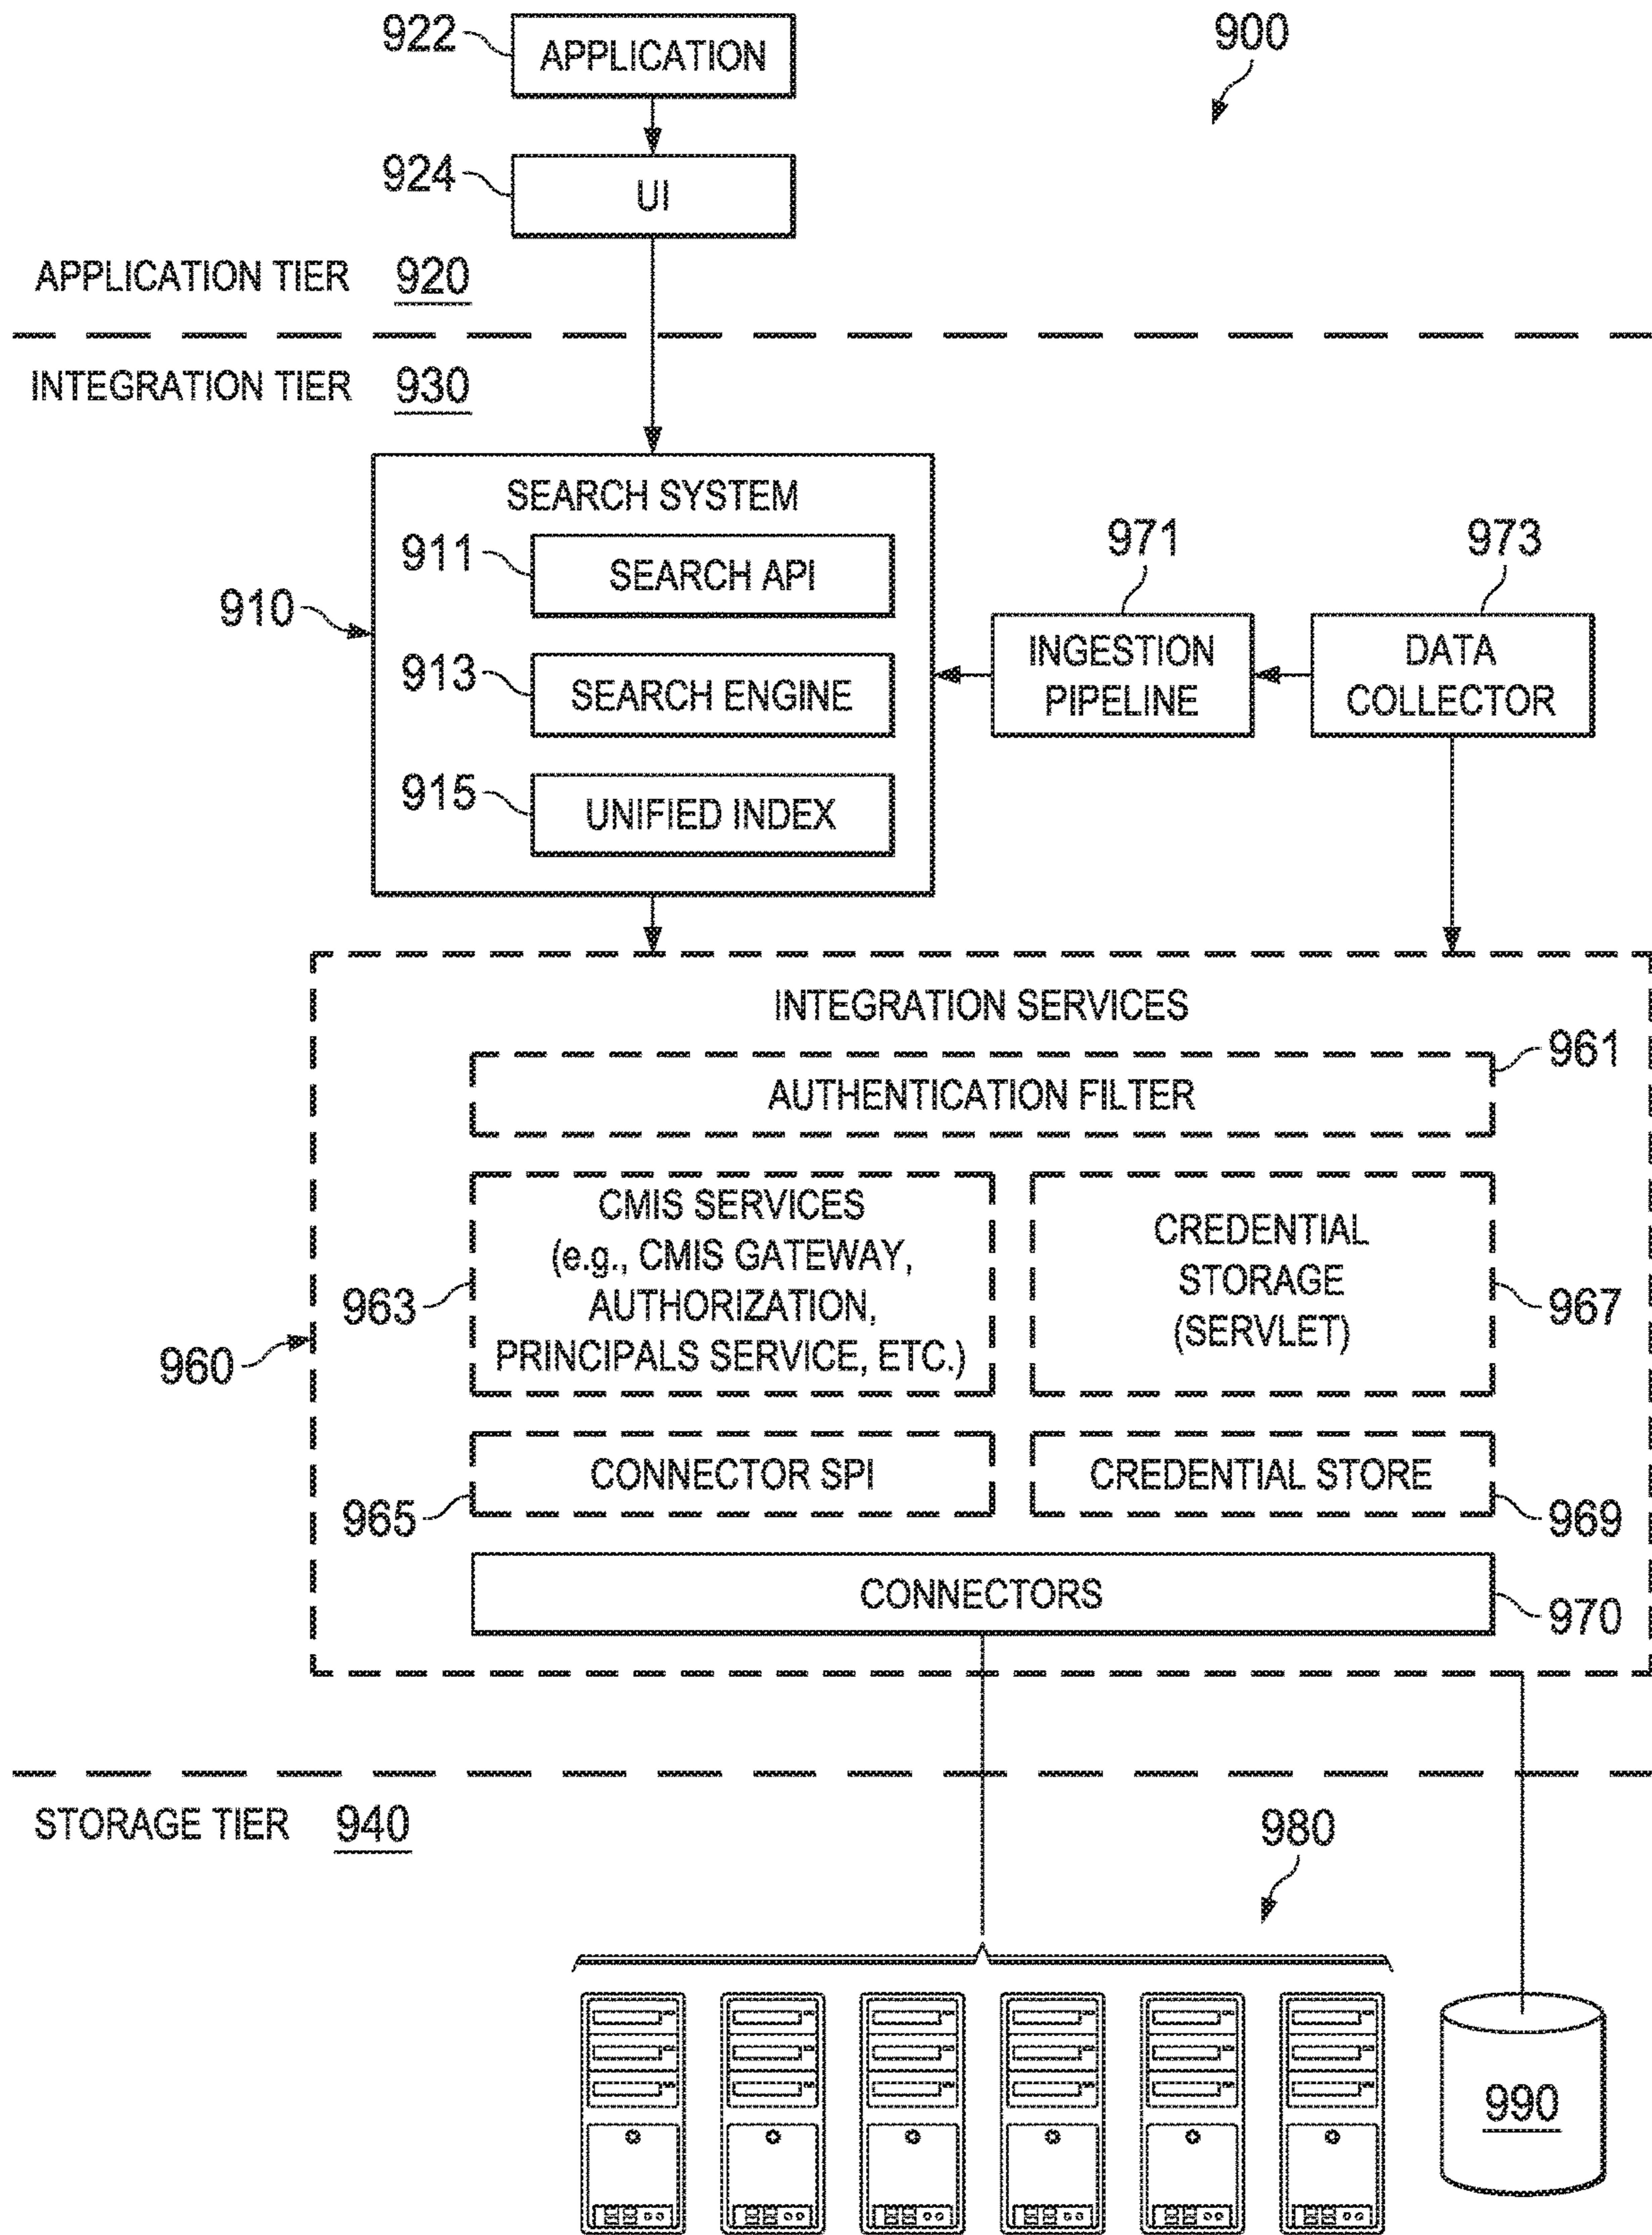 922
APPLICATION
900
924
UI
APPLICATION TIER 920
INTEGRATION TIER 930
SEARCH SYSTEM
911
SEARCH API
910
913
SEARCH ENGINE
915
UNIFIED INDEX
971
INGESTION
PIPELINE
973
DATA
COLLECTOR
INTEGRATION SERVICES
961
AUTHENTICATION FILTER
960
963
CMIS SERVICES
(e.g., CMIS GATEWAY,
AUTHORIZATION,
PRINCIPALS SERVICE, ETC.)
CREDENTIAL
STORAGE
(SERVLET)
967
965
CONNECTOR SPI
CREDENTIAL STORE
969
CONNECTORS
970
STORAGE TIER 940
980
990